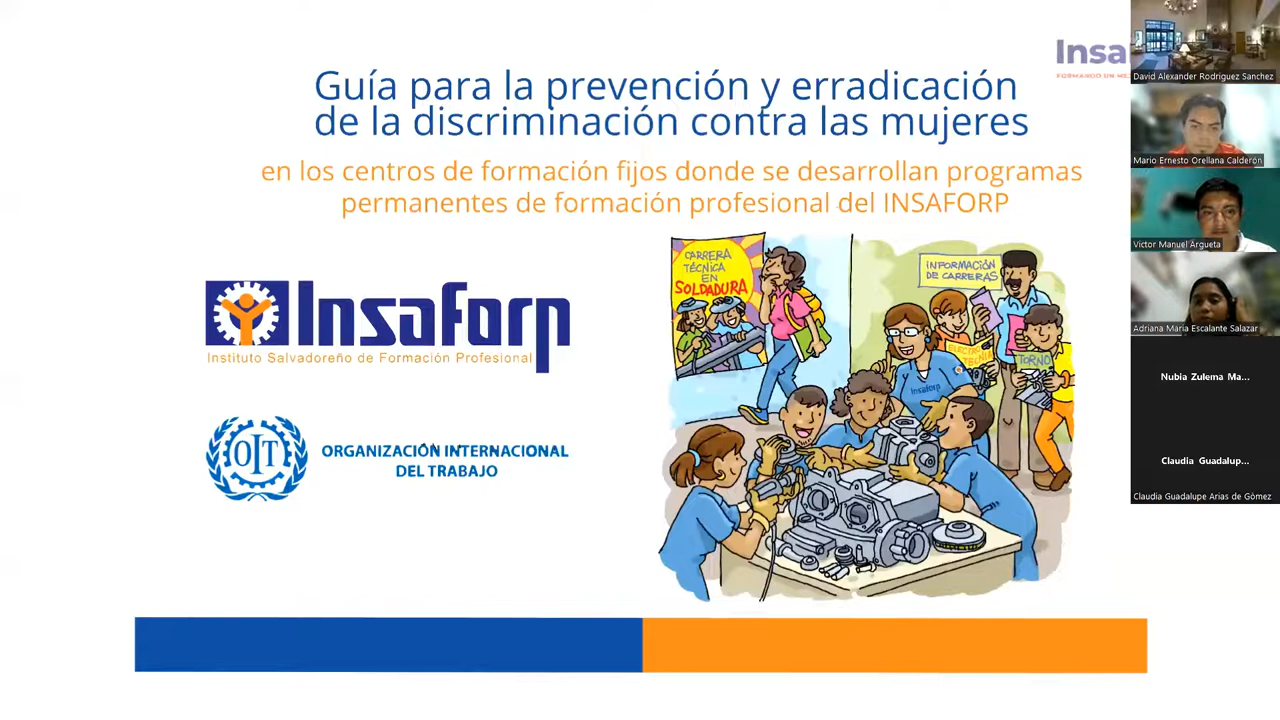 Guía para la prevención y erradicación
de la discriminación contra las mujeres
en los centros de formación fijos donde se desarrollan programas
permanentes de formación profesional del INSAFORP
Insaforp
Instituto Salvadoreño de Formación Profesional
OIT
ORGANIZACIÓN INTERNACIONAL
DEL TRABAJO
CARRERA
TÉCNICA
EN
SOLDADURA
INFORMACIÓN
DE CARRERAS
TORNO
Insaforp
Insa
David Alexander Rodriguez Sanchez
Mario Ernesto Orellana Calderón
Víctor Manuel Argueta
Adriana María Escalante Salazar
Nubia Zulema Ma...
Claudia Guadalup...
Claudia Guadalupe Arias de Gómez